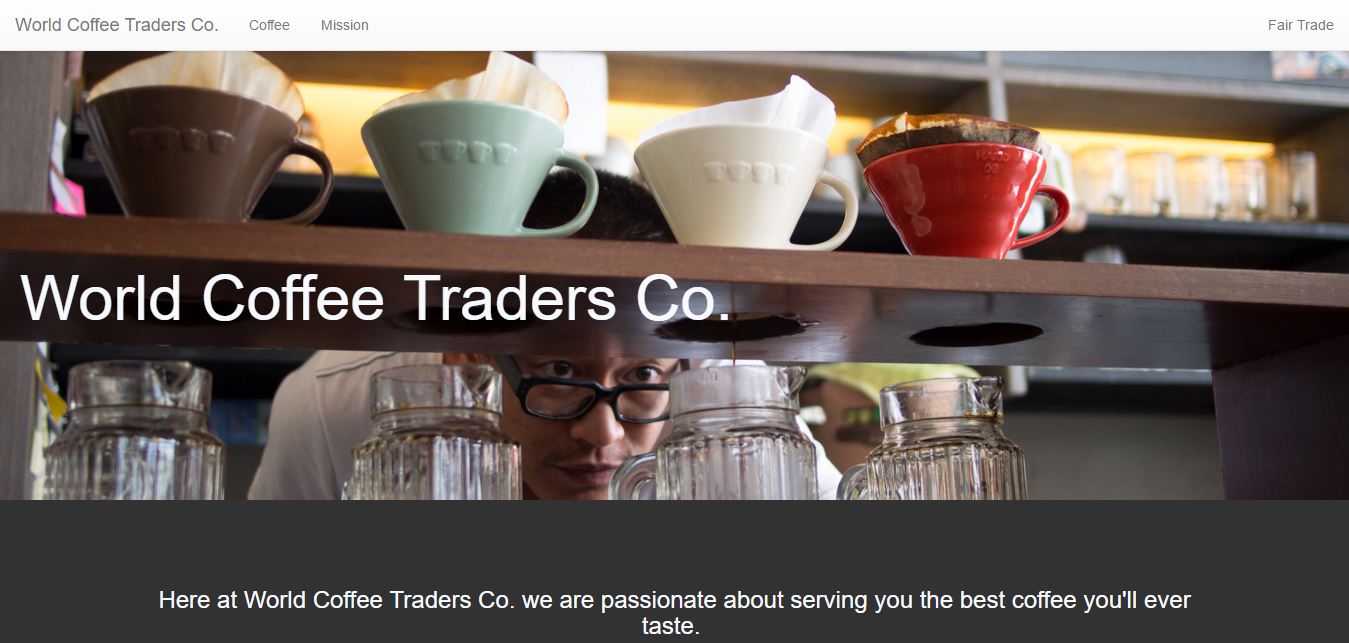 World Coffee Traders Co. Coffee Mission Fair Trade
World Coffee Traders Co.
Here at World Coffee Traders Co. we are passionate about serving you the best coffee you'll ever
taste.